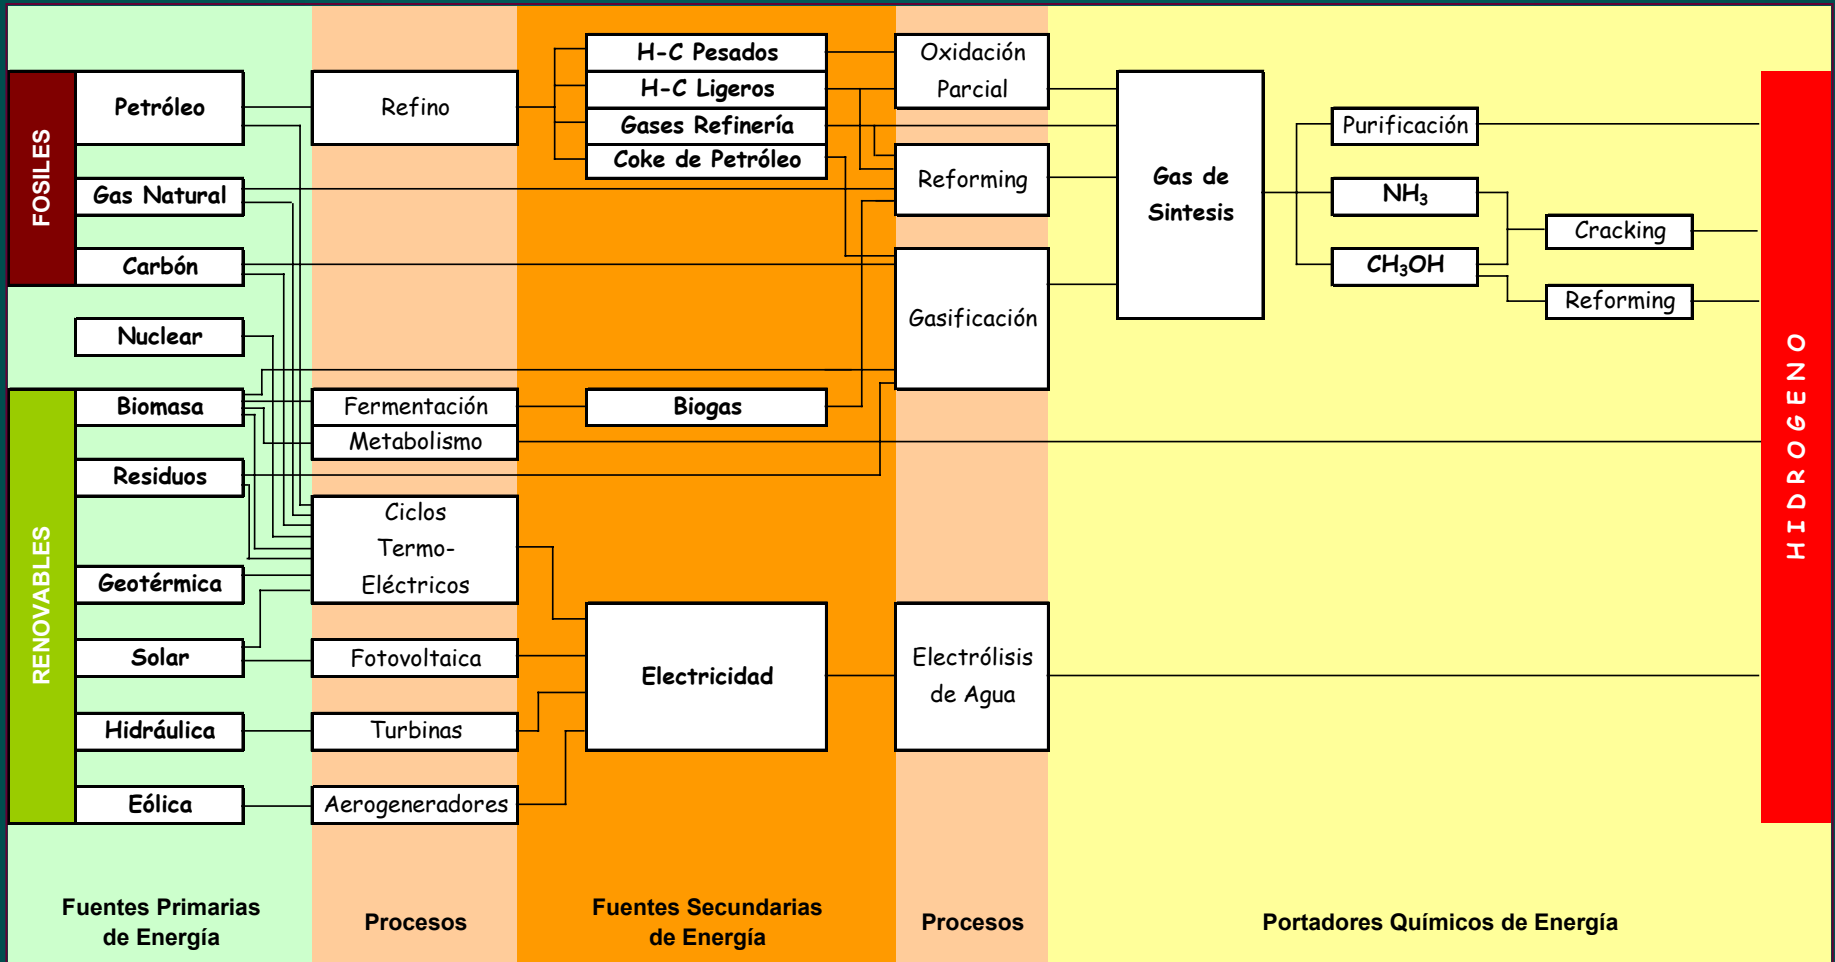 FOSILES
Petróleo
Gas Natural
Carbón
Nuclear
RENOVABLES
Biomasa
Residuos
Geotérmica
Solar
Hidráulica
Eólica
Fuentes Primarias
de Energía
Refino
Fermentación
Metabolismo
Ciclos
Termo-
Eléctricos
Fotovoltaica
Turbinas
Aerogeneradores
Procesos
H-C Pesados
H-C Ligeros
Gases Refinería
Coke de Petróleo
Biogas
Electricidad
Fuentes Secundarias
de Energía
Oxidación
Parcial
Reforming
Gasificación
Electrólisis
de Agua
Procesos
Gas de
Sintesis
Purificación
NH₃
CH₃OH
Cracking
Reforming
Portadores Químicos de Energía
HIDROGENO